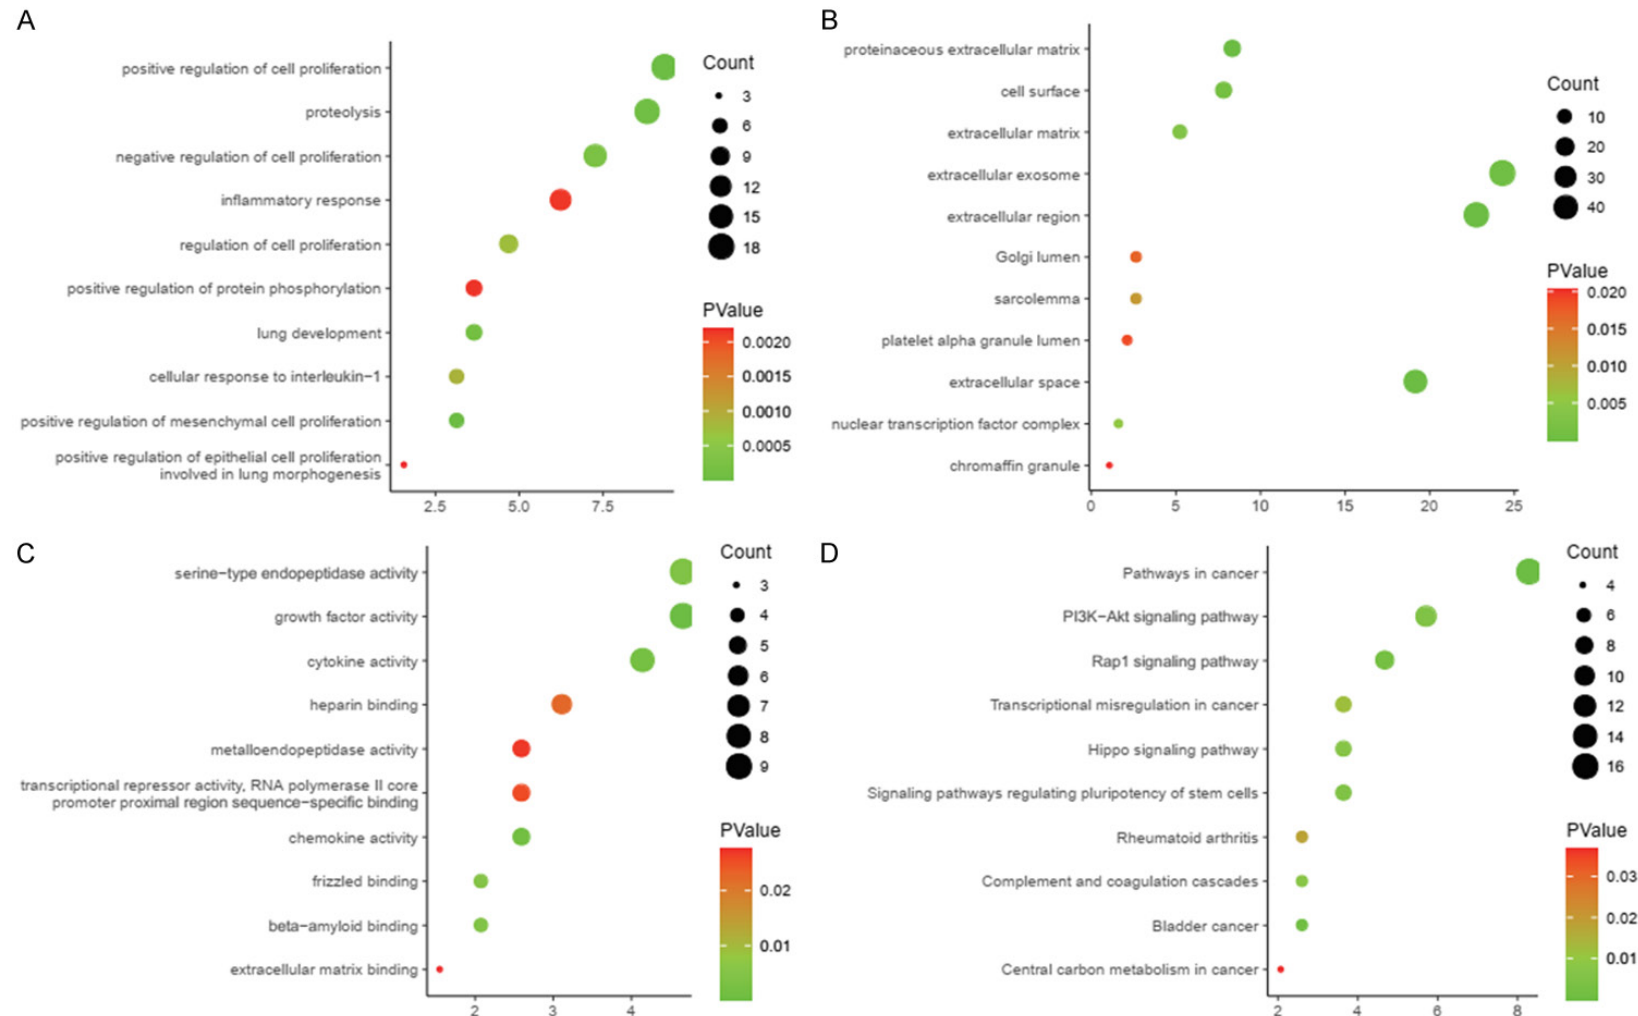 A
positive regulation of cell proliferation
proteolysis
negative regulation of cell proliferation
inflammatory response
regulation of cell proliferation
positive regulation of protein phosphorylation
lung development
cellular response to interleukin−1
positive regulation of mesenchymal cell proliferation
positive regulation of epithelial cell proliferation
involved in lung morphogenesis
2.5 5.0 7.5
Count
3
6
9
12
15
18
PValue
0.0020
0.0015
0.0010
0.0005
B
proteinaceous extracellular matrix
cell surface
extracellular matrix
extracellular exosome
extracellular region
Golgi lumen
sarcolemma
platelet alpha granule lumen
extracellular space
nuclear transcription factor complex
chromaffin granule
0 5 10 15 20 25
Count
10
20
30
40
PValue
0.020
0.015
0.010
0.005
C
serine−type endopeptidase activity
growth factor activity
cytokine activity
heparin binding
metalloendopeptidase activity
transcriptional repressor activity, RNA polymerase II core
promoter proximal region sequence−specific binding
chemokine activity
frizzled binding
beta−amyloid binding
extracellular matrix binding
2 3 4
Count
3
4
5
6
7
8
9
PValue
0.02
0.01
D
Pathways in cancer
PI3K−Akt signaling pathway
Rap1 signaling pathway
Transcriptional misregulation in cancer
Hippo signaling pathway
Signaling pathways regulating pluripotency of stem cells
Rheumatoid arthritis
Complement and coagulation cascades
Bladder cancer
Central carbon metabolism in cancer
2 4 6 8
Count
4
6
8
10
12
14
16
PValue
0.03
0.02
0.01